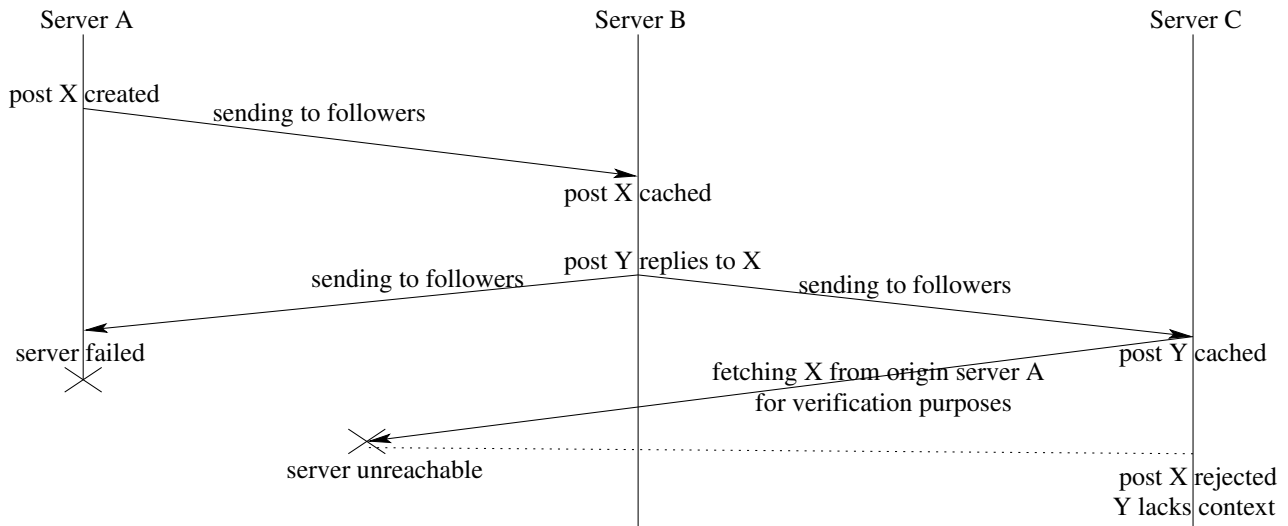 Server A
Server B
Server C
post X created
sending to followers
post X cached
post Y replies to X
sending to followers
sending to followers
server failed
post Y cached
fetching X from origin server A
for verification purposes
server unreachable
post X rejected
Y lacks context